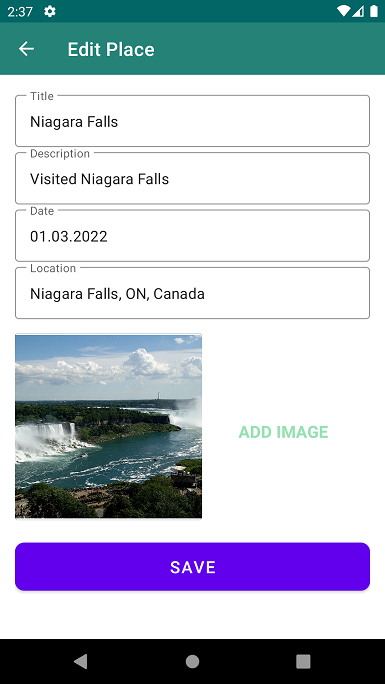 2:37
Edit Place
Title
Niagara Falls
Description
Visited Niagara Falls
Date
01.03.2022
Location
Niagara Falls, ON, Canada
ADD IMAGE
SAVE